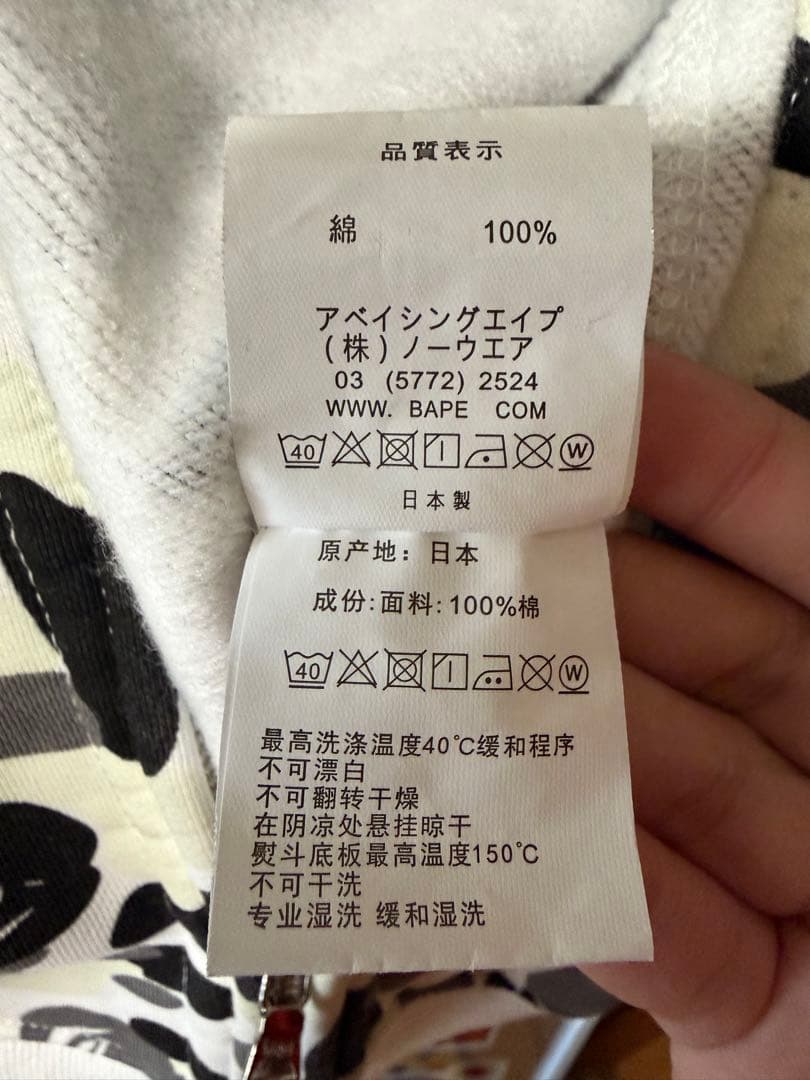 品質表示
綿 100%
アベイシングエイプ
(株)ノーウエア
03 (5772) 2524
WWW. BAPE COM
40 W
日本製
原产地：日本
成份:面料:100%棉
40 W
最高洗涤温度40℃缓和程序
不可漂白
不可翻转干燥
在阴凉处悬挂晾干
熨斗底板最高温度150℃
不可干洗
专业湿洗 缓和湿洗